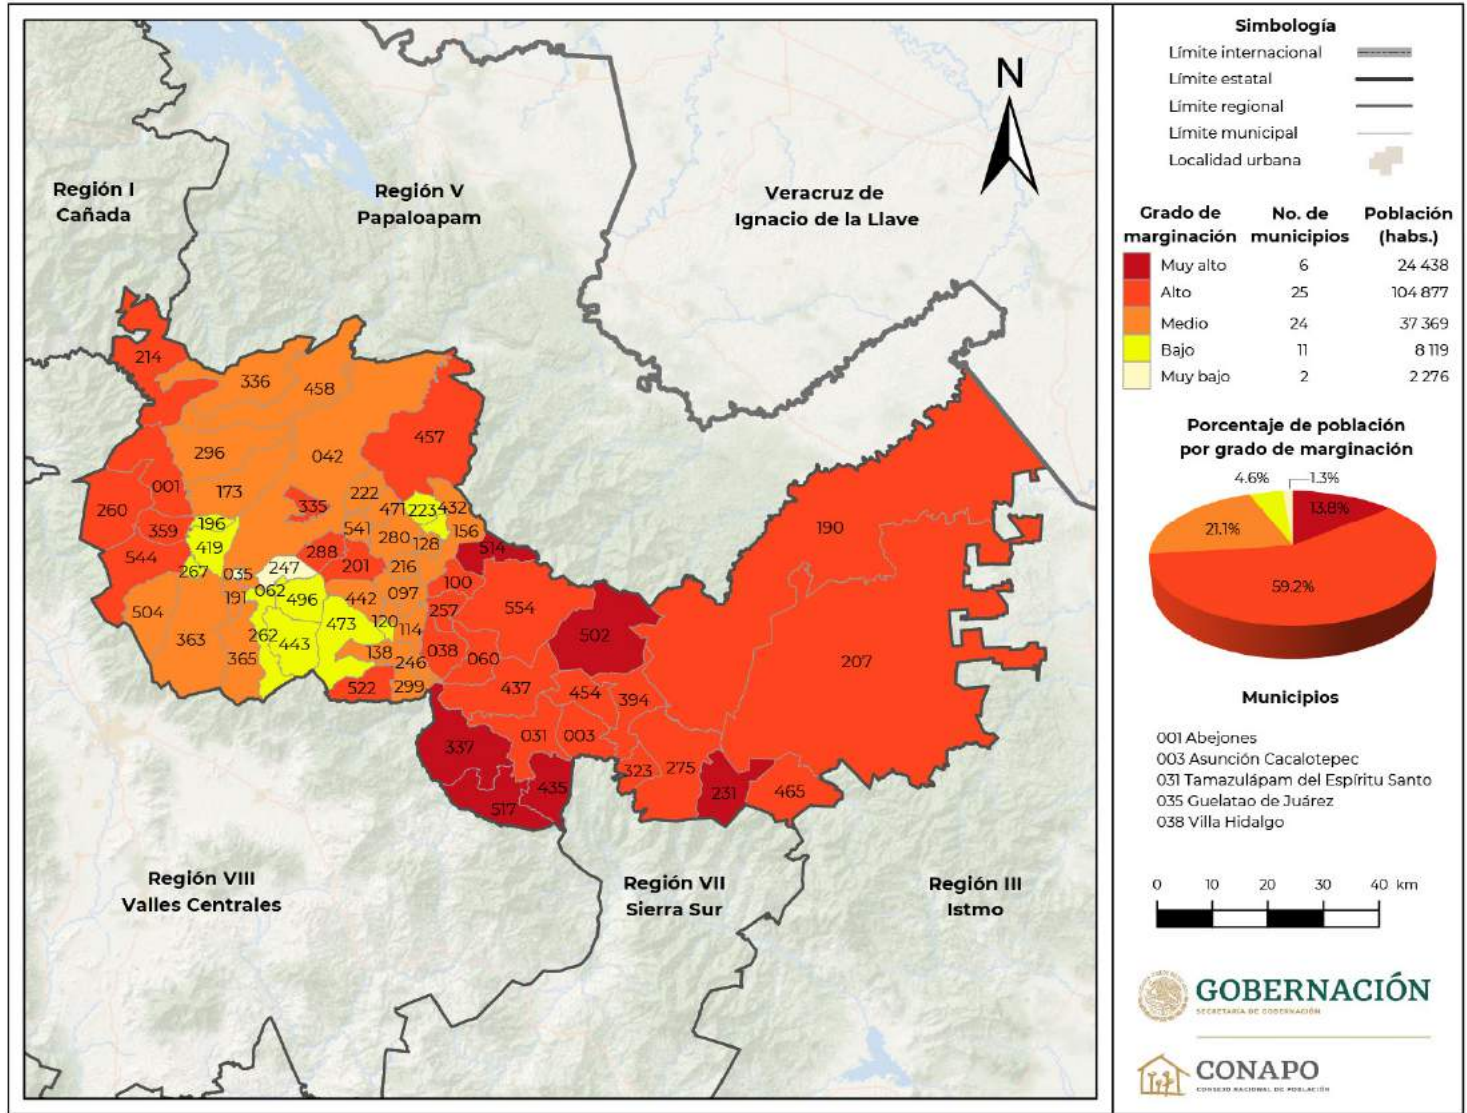 Región I
Cañada
Región V
Papaloapam
Veracruz de
Ignacio de la Llave
N
214
336
458
457
296
042
001
260
173
222
335
471
223
432
359
196
541
280
156
190
419
128
514
544
288
201
216
267
035
247
100
191
062
496
442
097
504
257
554
473
120
114
502
363
262
443
038
365
138
246
060
207
522
299
437
454
394
031
003
337
323
275
435
231
465
517
Región VIII
Valles Centrales
Región VII
Sierra Sur
Región III
Istmo
Simbología
Límite internacional
Límite estatal
Límite regional
Límite municipal
Localidad urbana
Grado de marginación No. de municipios Población (habs.)
Muy alto 6 24 438
Alto 25 104 877
Medio 24 37 369
Bajo 11 8 119
Muy bajo 2 2 276
Porcentaje de población
por grado de marginación
4.6%
1.3%
13.8%
21.1%
59.2%
Municipios
001 Abejones
003 Asunción Cacalotepec
031 Tamazulápam del Espíritu Santo
035 Guelatao de Juárez
038 Villa Hidalgo
0 10 20 30 40 km
GOBERNACIÓN
SECRETARÍA DE GOBERNACIÓN
CONAPO
CONSEJO NACIONAL DE POBLACIÓN